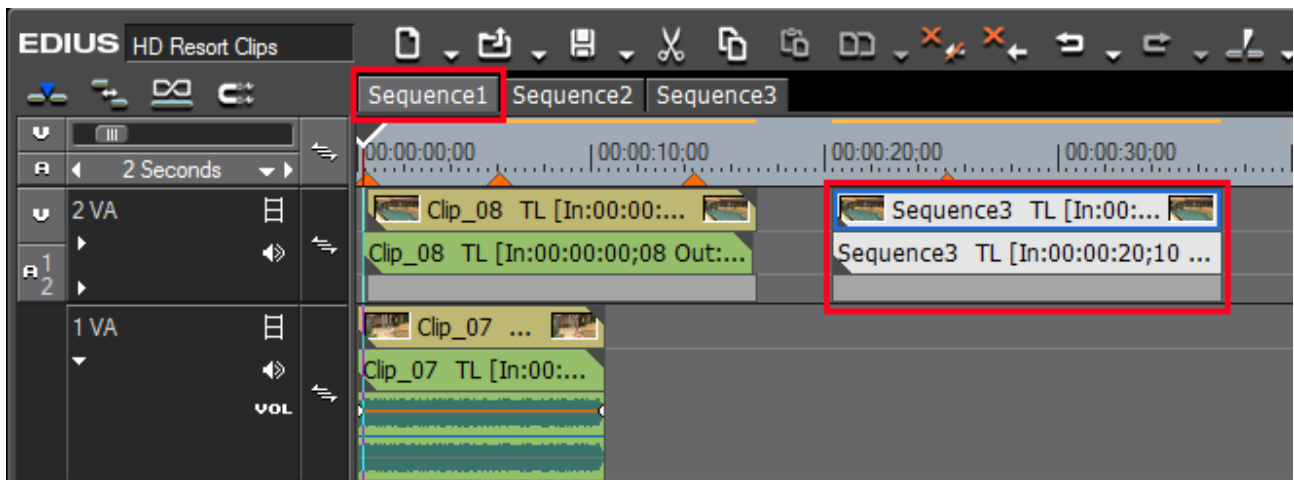 EDIUS HD Resort Clips
Sequence1 Sequence2 Sequence3
V
00:00:00;00 00:00:10;00 00:00:20;00 00:00:30;00
A 2 Seconds
V 2 VA Clip_08 TL [In:00:00:... Sequence3 TL [In:00:...
A 1 2 Clip_08 TL [In:00:00:00;08 Out:... Sequence3 TL [In:00:00:20;10 ...
1 VA Clip_07 ...
Clip_07 TL [In:00:...
VOL